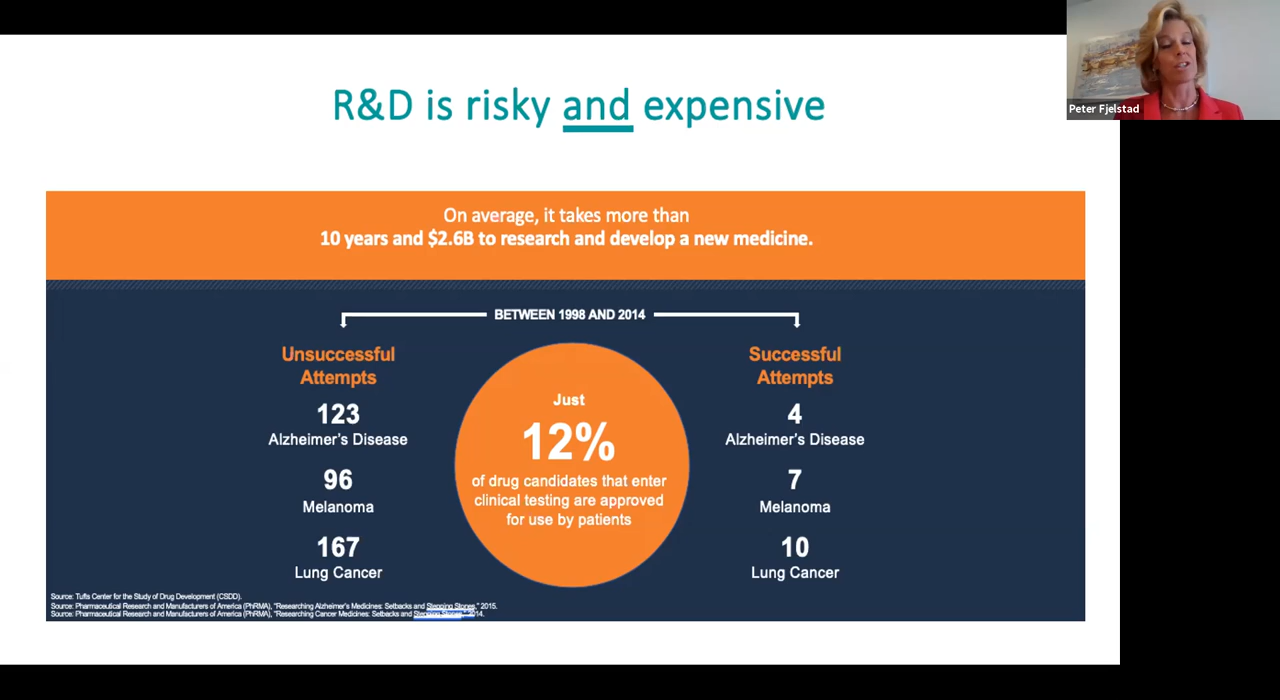 R&D is risky and expensive
Peter Fjelstad
On average, it takes more than
10 years and $2.6B to research and develop a new medicine.
BETWEEN 1998 AND 2014
Unsuccessful
Attempts
123
Alzheimer's Disease
96
Melanoma
167
Lung Cancer
Just
12%
of drug candidates that enter
clinical testing are approved
for use by patients
Successful
Attempts
4
Alzheimer's Disease
7
Melanoma
10
Lung Cancer
Source: Tufts Center for the Study of Drug Development (CSDD).
Source: Pharmaceutical Research and Manufacturers of America (PhRMA), "Researching Alzheimer's Medicines: Setbacks and Stepping Stones," 2015.
Source: Pharmaceutical Research and Manufacturers of America (PhRMA), "Researching Cancer Medicines: Setbacks and Stepping Stones," 2014.